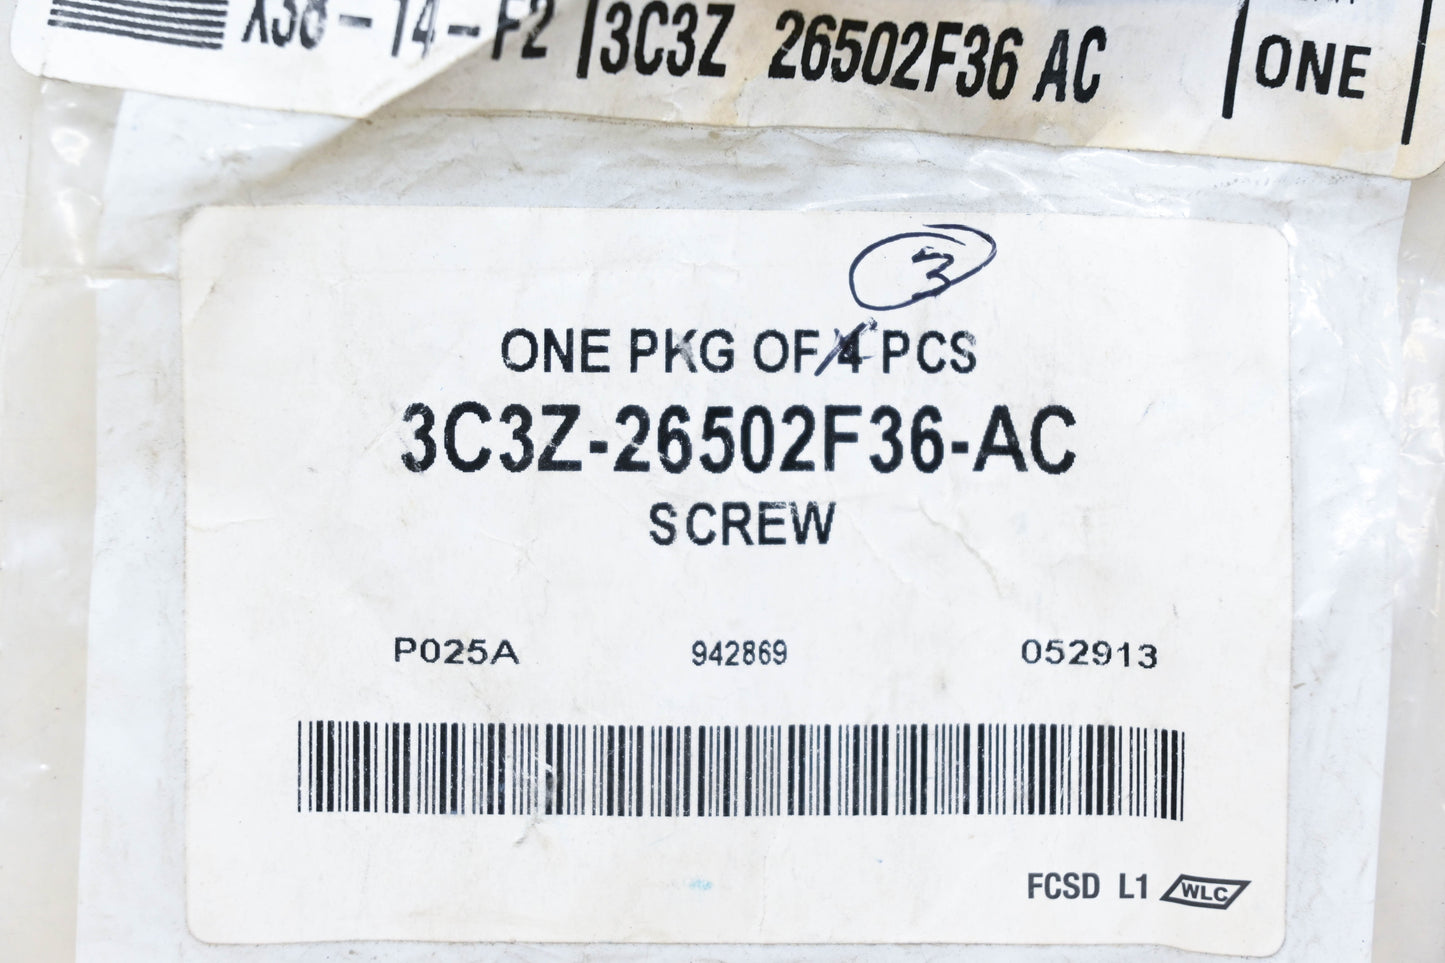 X38-14-F2 3C3Z 26502F36 AC ONE
3
ONE PKG OF 4 PCS
3C3Z-26502F36-AC
SCREW
P025A 942869 052913
FCSD L1 WLC